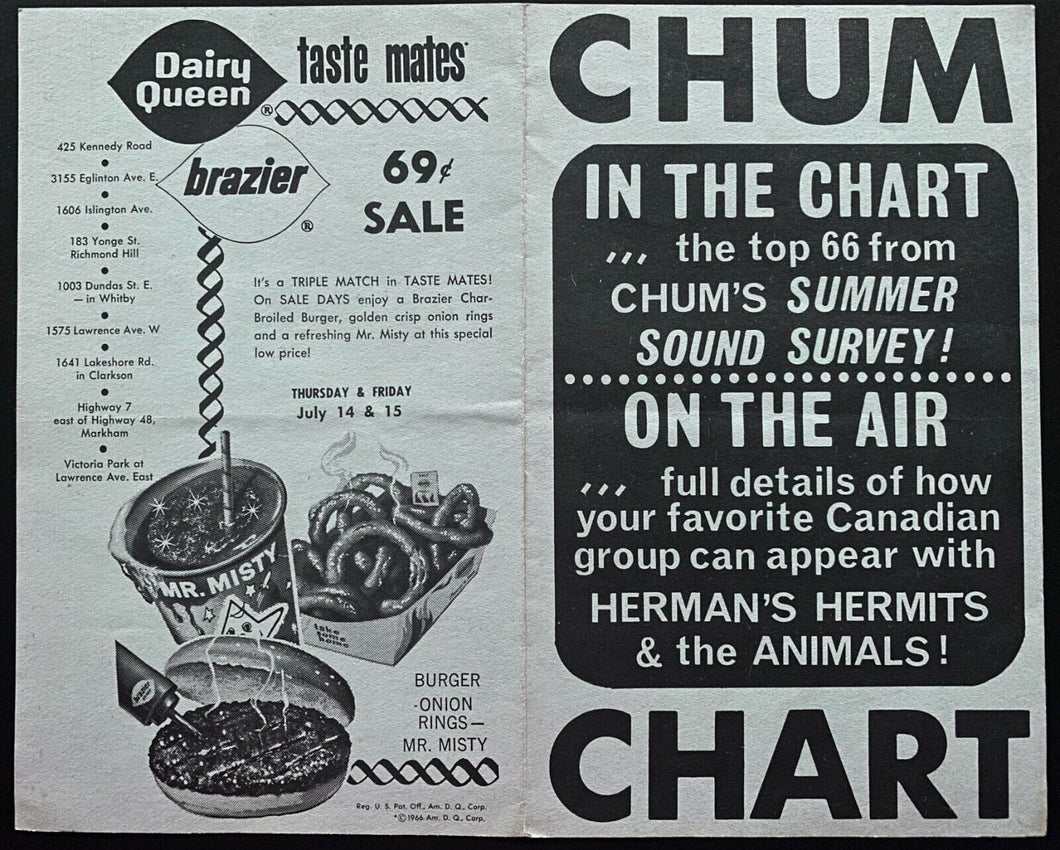 Dairy
Queen®
taste mates
brazier
®
69¢
SALE
425 Kennedy Road
3155 Eglinton Ave. E.
1606 Islington Ave.
183 Yonge St.
Richmond Hill
1003 Dundas St. E.
— in Whitby
1575 Lawrence Ave. W
1641 Lakeshore Rd.
in Clarkson
Highway 7
east of Highway 48,
Markham
Victoria Park at
Lawrence Ave. East
It's a TRIPLE MATCH in TASTE MATES!
On SALE DAYS enjoy a Brazier Char-
Broiled Burger, golden crisp onion rings
and a refreshing Mr. Misty at this special
low price!
THURSDAY & FRIDAY
July 14 & 15
MR. MISTY
take
some
home
brazier
BURGER
-ONION
RINGS—
MR. MISTY
Reg. U. S. Pat. Off., Am. D. Q., Corp.
*©1966 Am. D. Q., Corp.
CHUM
IN THE CHART
,,, the top 66 from
CHUM'S SUMMER
SOUND SURVEY!
ON THE AIR
,,, full details of how
your favorite Canadian
group can appear with
HERMAN'S HERMITS
& the ANIMALS!
CHART